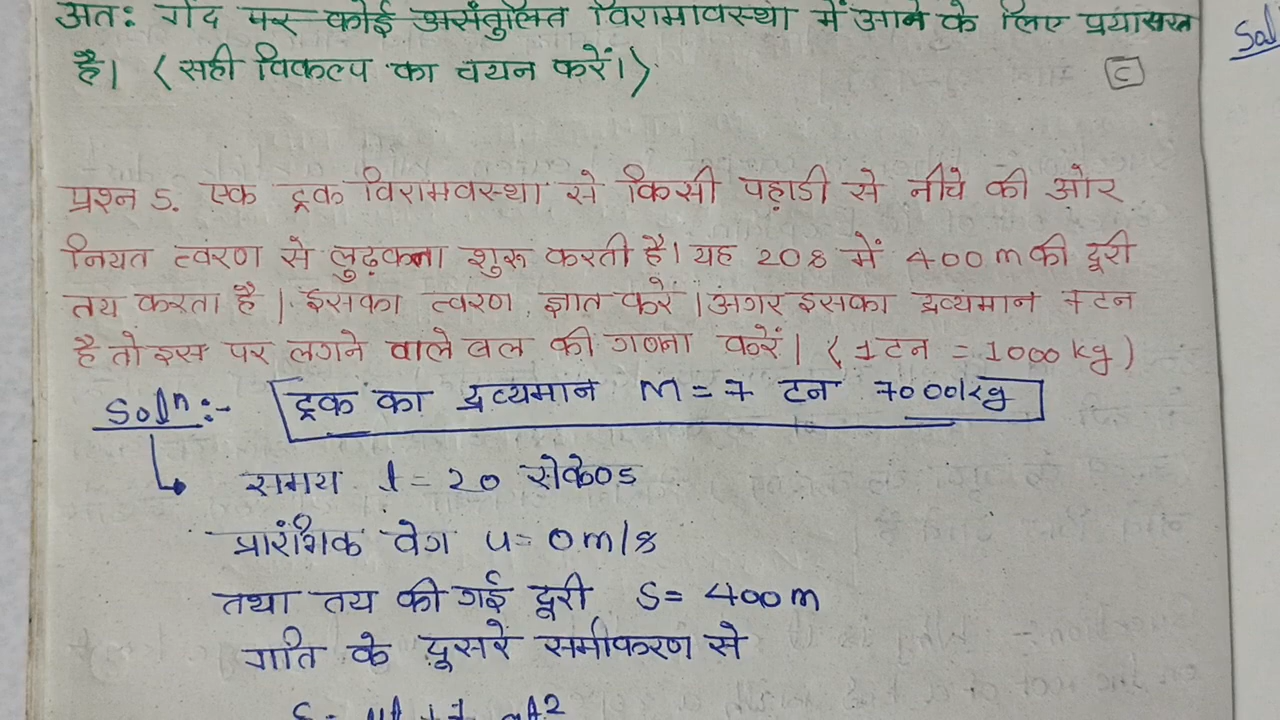 अतः गेंद पर कोई असंतुलित विरामावस्था में आने के लिए प्रयासरत
है। (सही विकल्प का चयन करें।)
C
Sol
प्रश्न 5. एक ट्रक विरामवस्था से किसी पहाडी से नीचे की ओर
नियत त्वरण से लुढ़कना शुरू करती है। यह 20s में 400 m की दूरी
तय करता है। इसका त्वरण ज्ञात करें। अगर इसका द्रव्यमान 7 टन
है तो इस पर लगने वाले बल की गणना करें। (1 टन = 1000 kg)
Soln:- ट्रक का द्रव्यमान M = 7 टन 7000kg
समय t = 20 सेकेण्ड
प्रारंभिक वेग u = 0 m/s
तथा तय की गई दूरी S = 400 m
गति के दूसरे समीकरण से